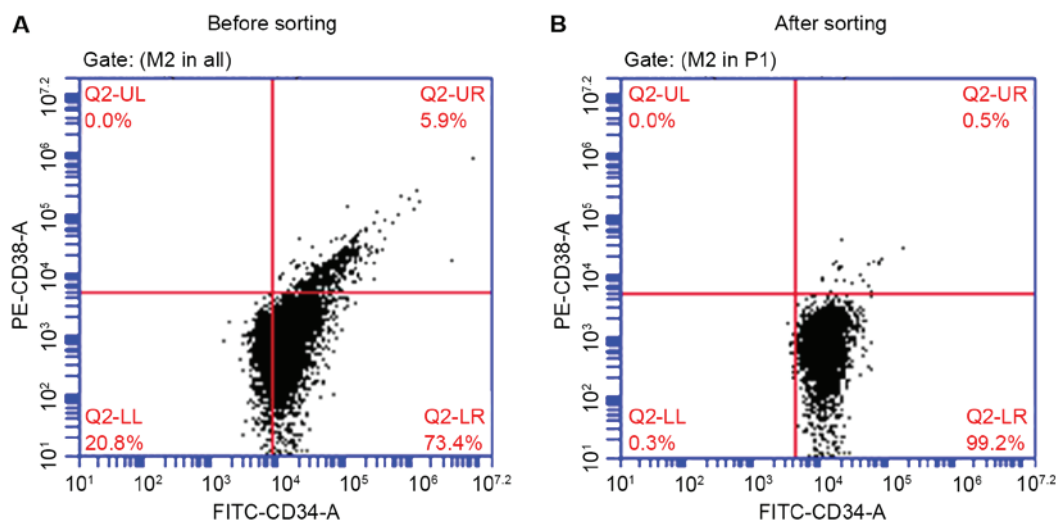 A
Before sorting
Gate: (M2 in all)
Q2-UL
0.0%
Q2-UR
5.9%
Q2-LL
20.8%
Q2-LR
73.4%
PE-CD38-A
10^7.2
10^6
10^5
10^4
10^3
10^2
10^1
10^1 10^2 10^3 10^4 10^5 10^7.2
FITC-CD34-A
B
After sorting
Gate: (M2 in P1)
Q2-UL
0.0%
Q2-UR
0.5%
Q2-LL
0.3%
Q2-LR
99.2%
PE-CD38-A
10^7.2
10^6
10^5
10^4
10^3
10^2
10^1
10^1 10^2 10^3 10^4 10^5 10^7.2
FITC-CD34-A